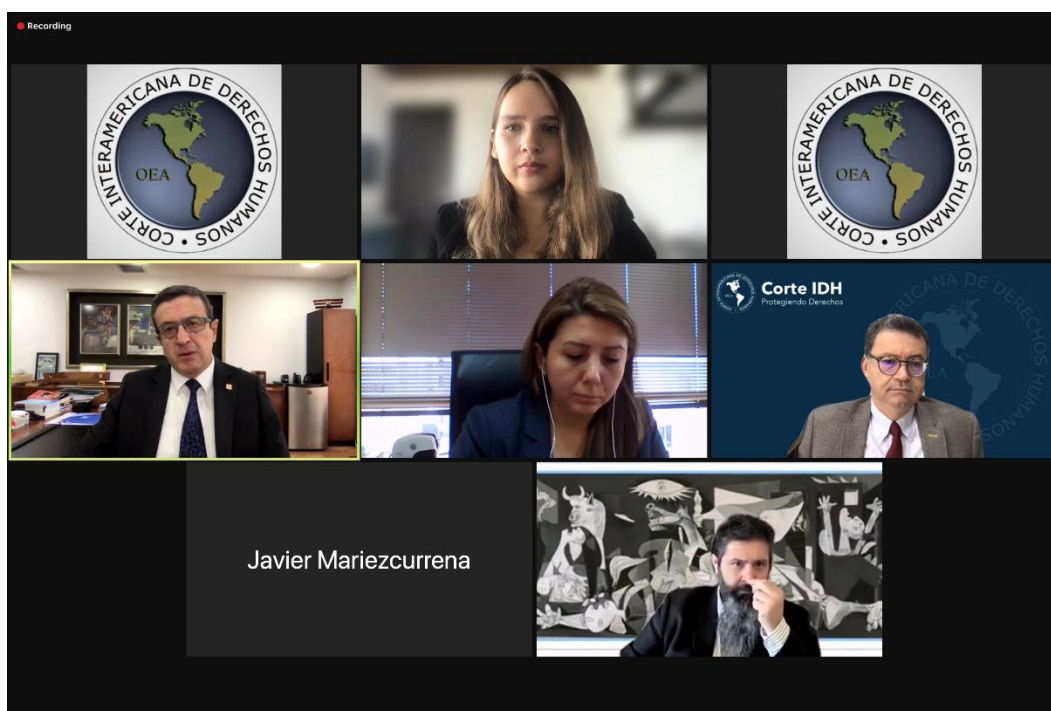 Recording
CORTE INTERAMERICANA DE DERECHOS HUMANOS •
OEA
CORTE INTERAMERICANA DE DERECHOS HUMANOS •
OEA
Corte IDH
Protegiendo Derechos
OEA
Javier Mariezcurrena